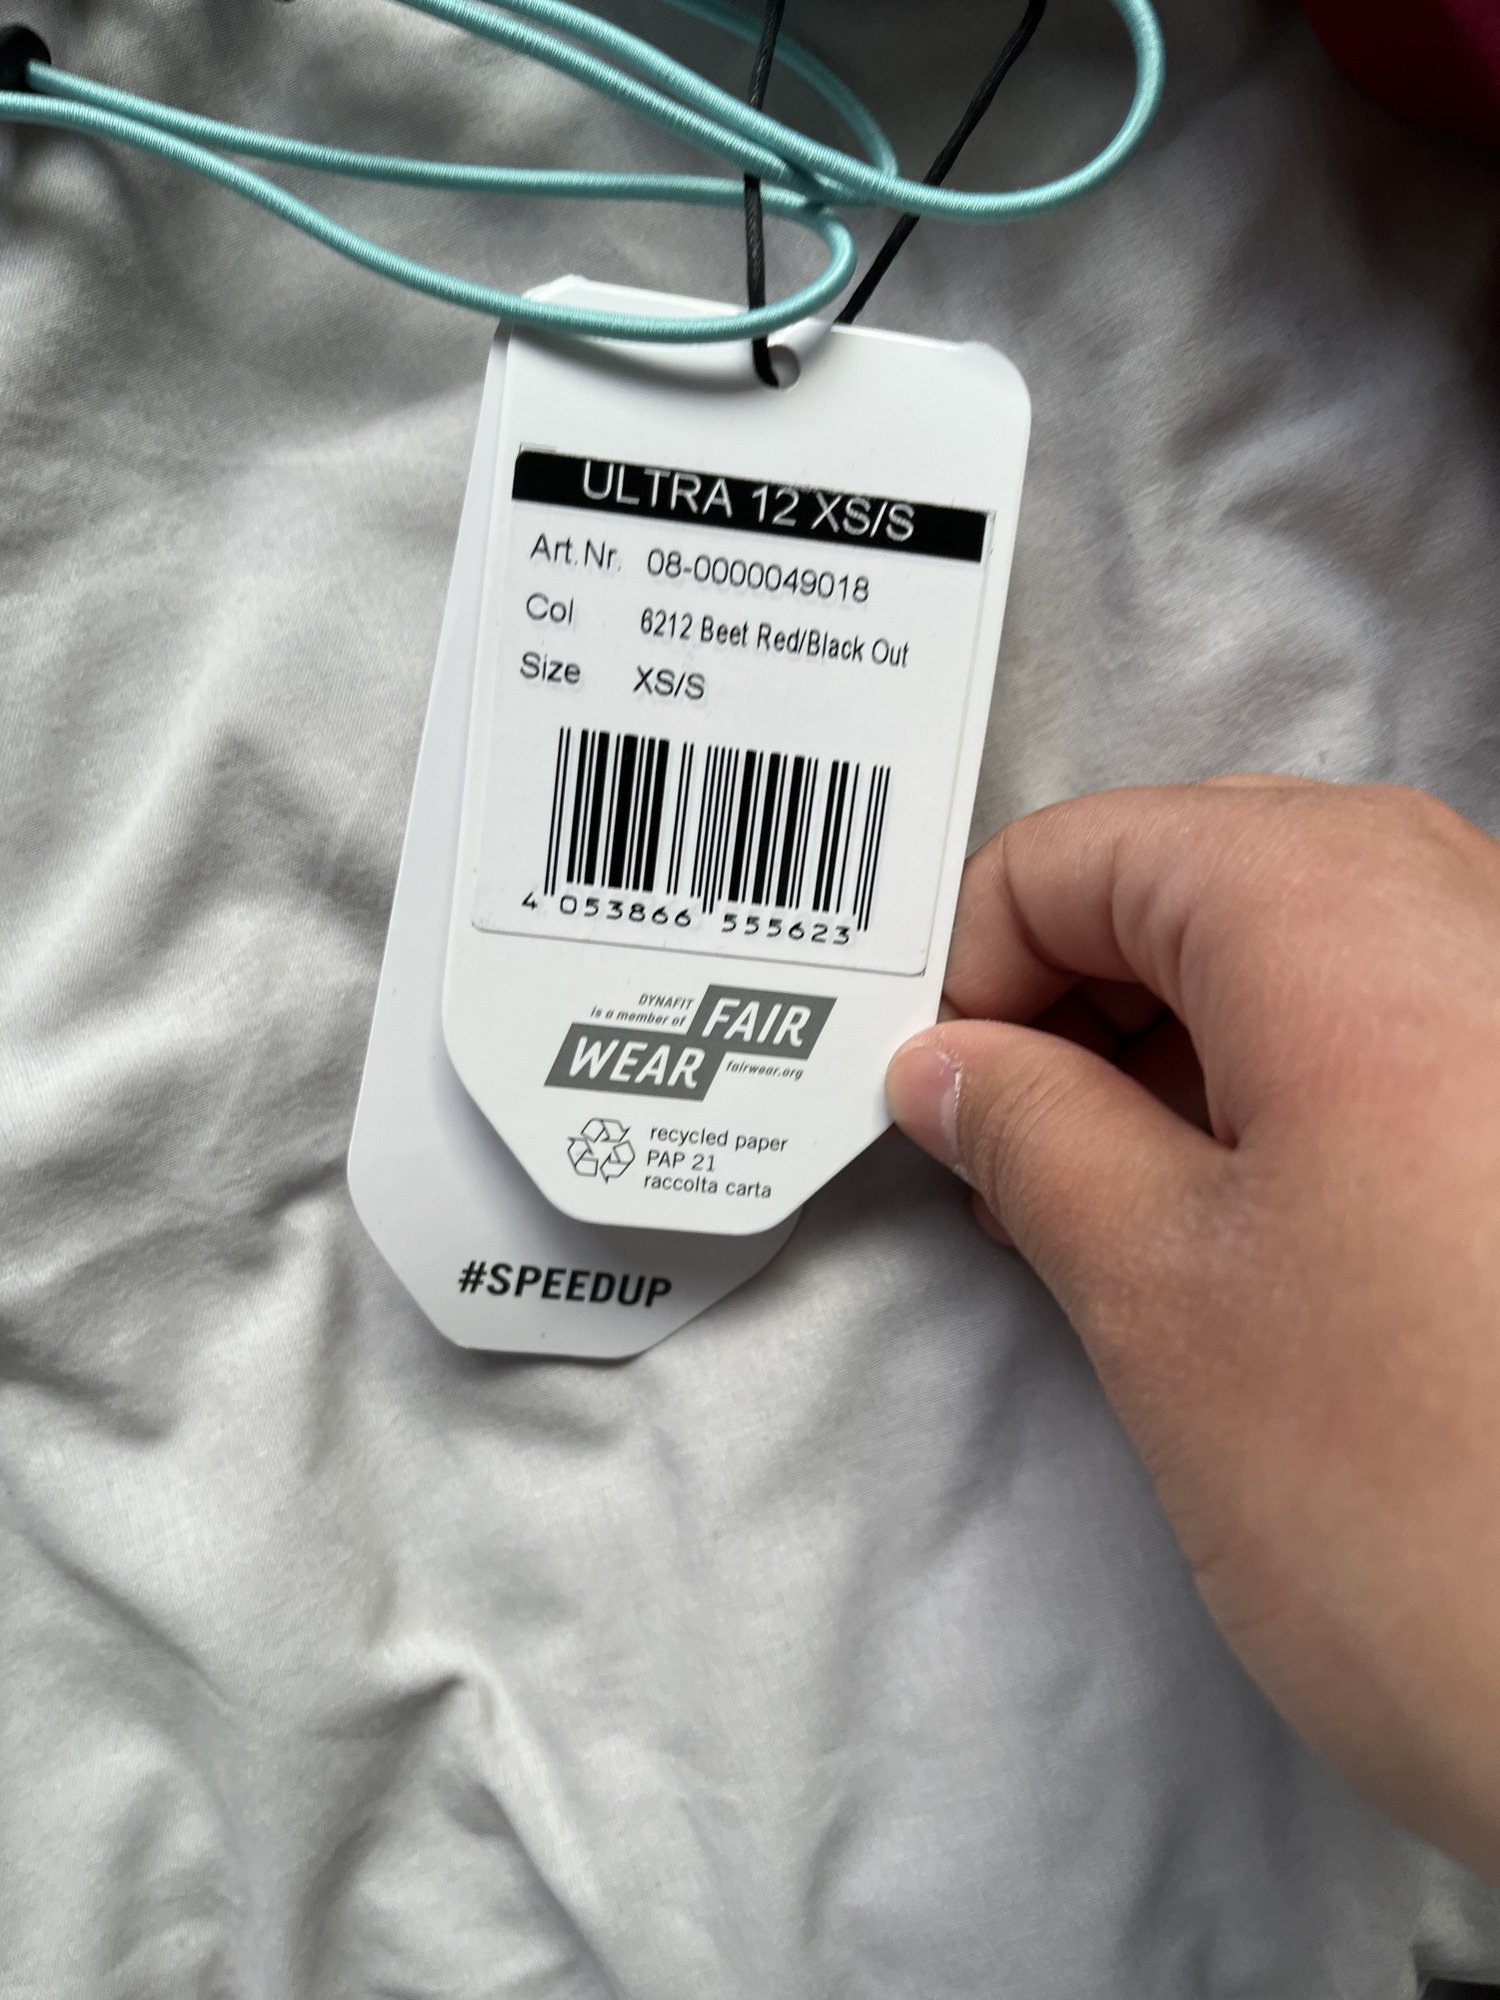 ULTRA 12 XS/S
Art.Nr. 08-0000049018
Col 6212 Beet Red/Black Out
Size XS/S
4 053866 555623
DYNAFIT
is a member of
FAIR
WEAR
fairwear.org
recycled paper
PAP 21
raccolta carta
#SPEEDUP